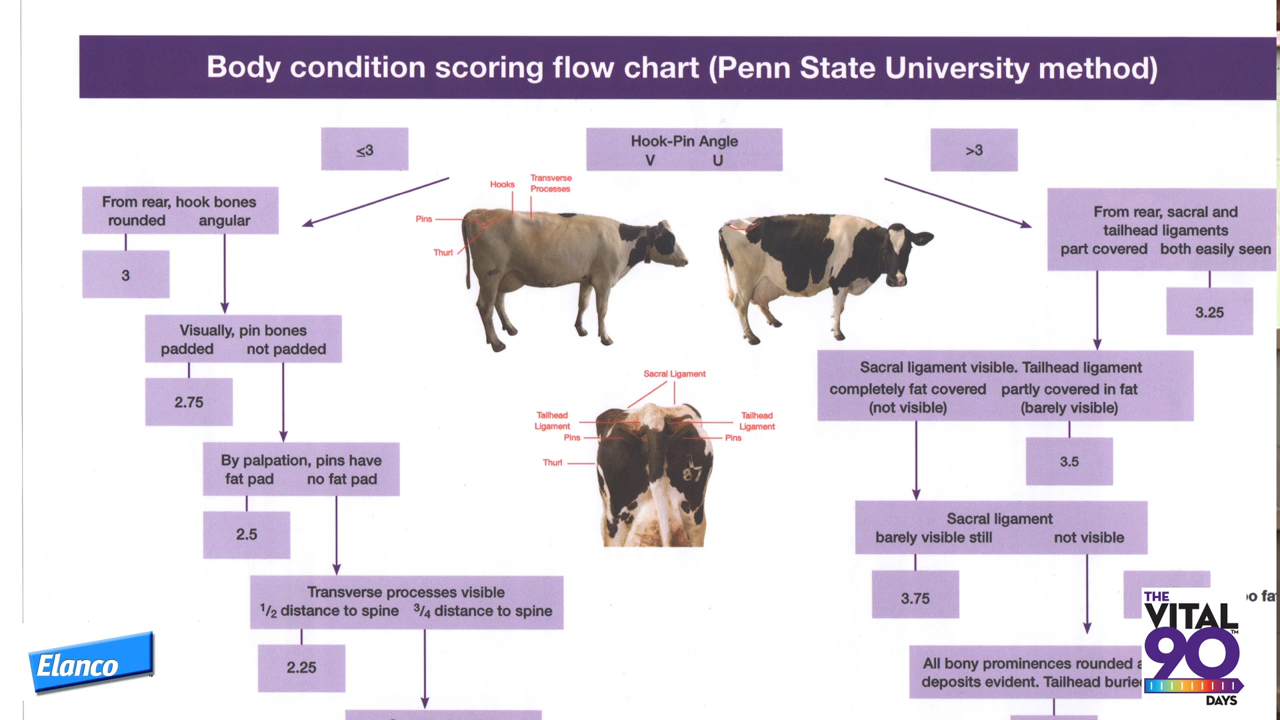 Body condition scoring flow chart (Penn State University method)
≤3
Hook-Pin Angle
V U
>3
Hooks
Transverse
Processes
Pins
Thurl
From rear, hook bones
rounded angular
3
Visually, pin bones
padded not padded
2.75
By palpation, pins have
fat pad no fat pad
2.5
Transverse processes visible
1/2 distance to spine 3/4 distance to spine
2.25
Sacral Ligament
Tailhead
Ligament
Pins
Thurl
Tailhead
Ligament
Pins
87
From rear, sacral and
tailhead ligaments
part covered both easily seen
3.25
Sacral ligament visible. Tailhead ligament
completely fat covered partly covered in fat
(not visible) (barely visible)
3.5
Sacral ligament
barely visible still not visible
3.75
All bony prominences rounded
deposits evident. Tailhead
Elanco
THE
VITAL
90™
DAYS